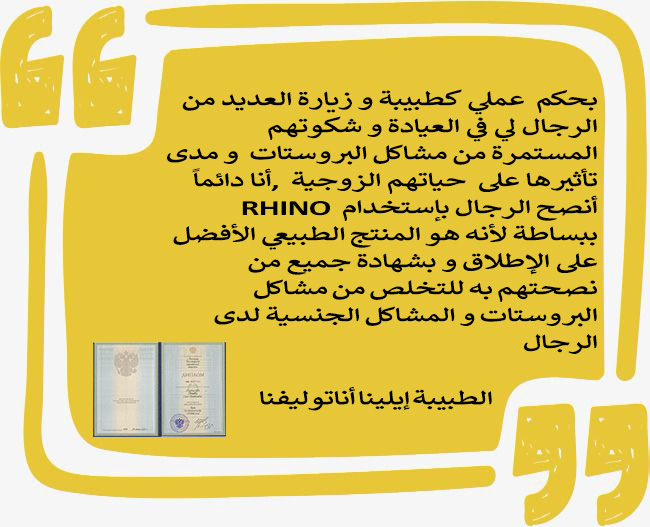 بحكم عملي كطبيبة و زيارة العديد من
الرجال لي في العيادة و شكوتهم
المستمرة من مشاكل البروستات و مدى
تأثيرها على حياتهم الزوجية ,أنا دائماً
أنصح الرجال بإستخدام RHINO
ببساطة لأنه هو المنتج الطبيعي الأفضل
على الإطلاق و بشهادة جميع من
نصحتهم به للتخلص من مشاكل
البروستات و المشاكل الجنسية لدى
الرجال
ДИПЛОМ
الطبيبة إيلينا أناتوليفنا